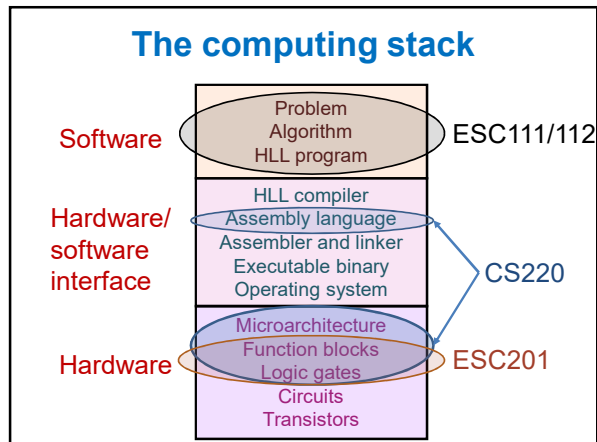 The computing stack
Problem
Algorithm
HLL program
Software
ESC111/112
HLL compiler
Assembly language
Assembler and linker
Executable binary
Operating system
Hardware/
software
interface
CS220
Microarchitecture
Function blocks
Logic gates
Circuits
Transistors
Hardware
ESC201